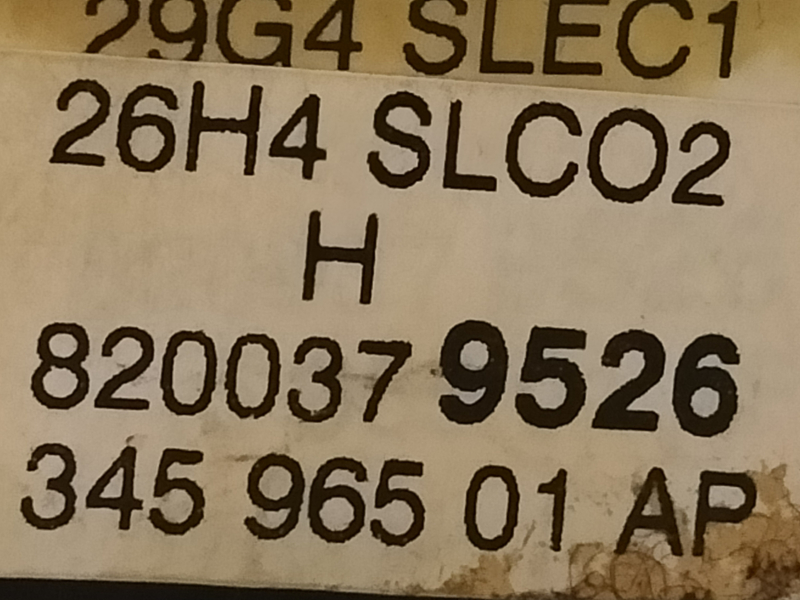 29G4 SLEC1
26H4 SLCO2
H
820037 9526
345 965 01 AP